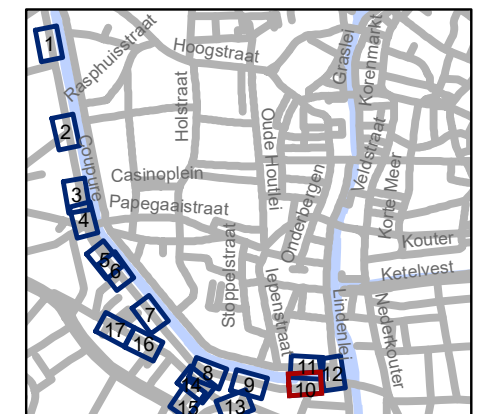 Rasphuisstraat
Hoogstraat
Graslei
Korenmarkt
Holstraat
Coupure
Oude Houtlei
Onderbergen
Veldstraat
Korte Meer
Casinoplein
Papegaaistraat
Stoppelstraat
Iepenstraat
Kouter
Ketelvest
Lindenlei
Nederkouter
1
2
3
4
5
6
7
17
16
8
14
15
9
13
11
10
12